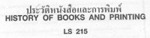 ประวัติหนังสือและการพิมพ์
HISTORY OF BOOKS AND PRINTING
LS 215